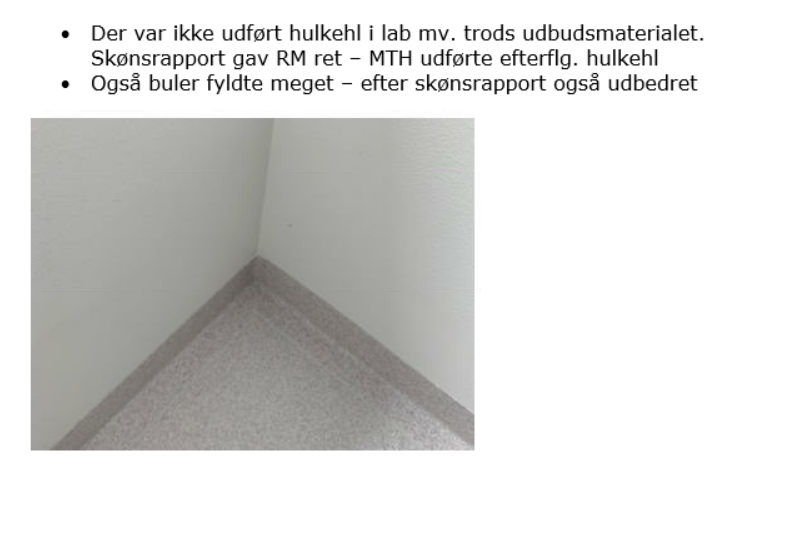 • Der var ikke udført hulkehl i lab mv. trods udbudsmaterialet.
Skønsrapport gav RM ret – MTH udførte efterflg. hulkehl
• Også buler fyldte meget – efter skønsrapport også udbedret